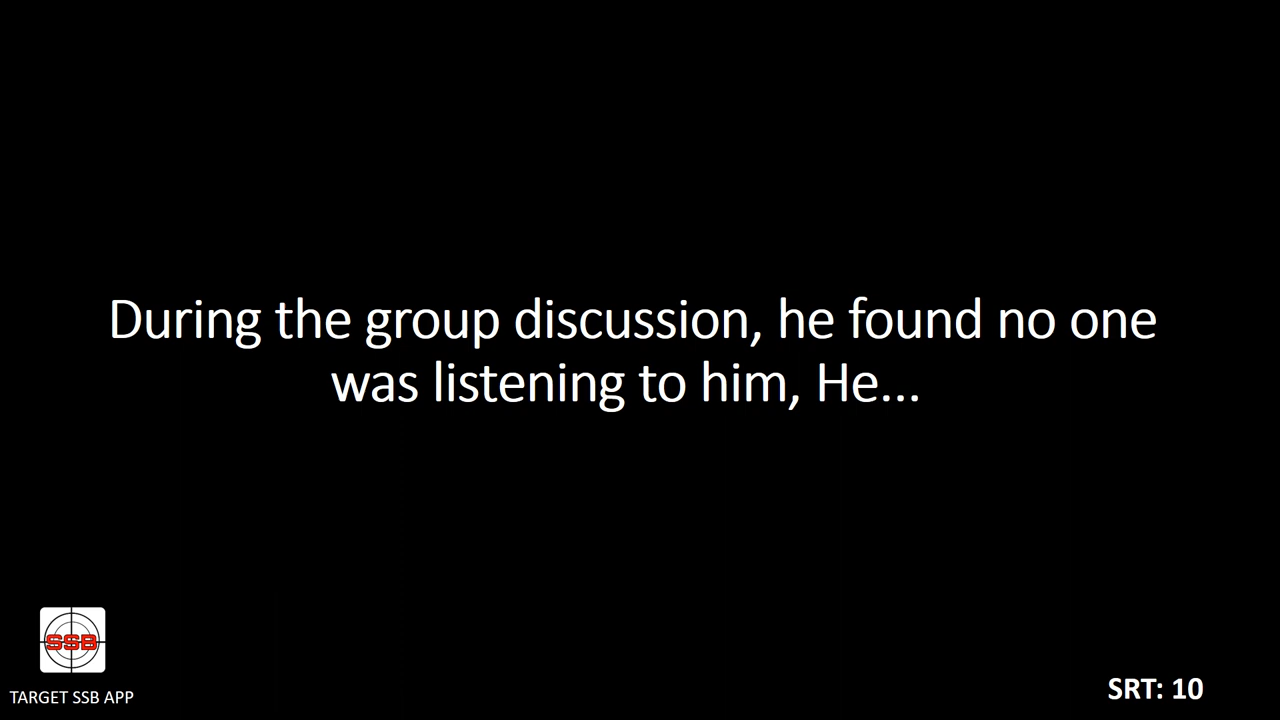 During the group discussion, he found no one
was listening to him, He...
SSB
TARGET SSB APP
SRT: 10